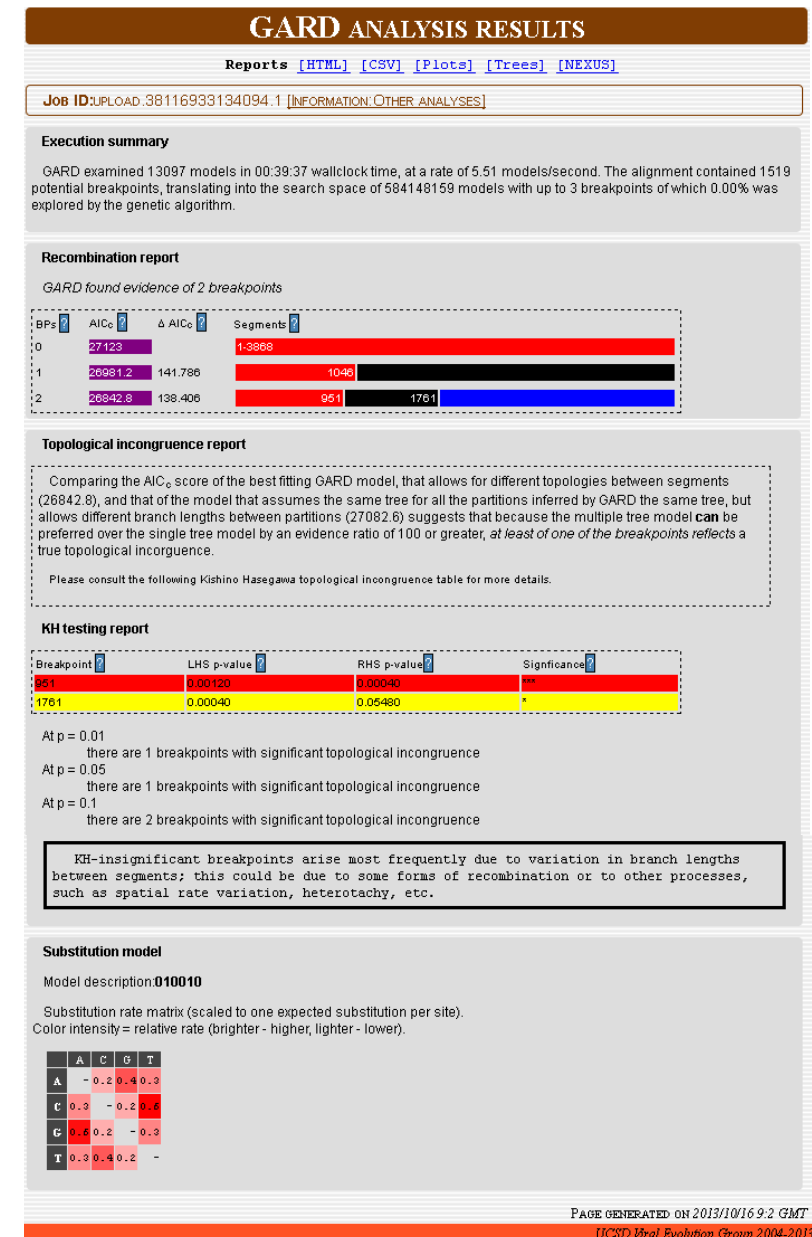 GARD ANALYSIS RESULTS
Reports [HTML] [CSV] [Plots] [Trees] [NEXUS]
JOB ID:UPLOAD.38116933134094.1 [INFORMATION:OTHER ANALYSES]
Execution summary
GARD examined 13097 models in 00:39:37 wallclock time, at a rate of 5.51 models/second. The alignment contained 1519
potential breakpoints, translating into the search space of 584148159 models with up to 3 breakpoints of which 0.00% was
explored by the genetic algorithm.
Recombination report
GARD found evidence of 2 breakpoints
BPs ? AICc ? Δ AICc ? Segments ?
0 27123 1-3868
1 26981.2 141.786 1046
2 26842.8 138.406 951 1761
Topological incongruence report
Comparing the AICc score of the best fitting GARD model, that allows for different topologies between segments
(26842.8), and that of the model that assumes the same tree for all the partitions inferred by GARD the same tree, but
allows different branch lengths between partitions (27082.6) suggests that because the multiple tree model can be
preferred over the single tree model by an evidence ratio of 100 or greater, at least of one of the breakpoints reflects a
true topological incorguence.
Please consult the following Kishino Hasegawa topological incongruence table for more details.
KH testing report
Breakpoint ? LHS p-value ? RHS p-value ? Signficance ?
951 0.00120 0.00040 ***
1761 0.00040 0.05480 *
At p = 0.01
there are 1 breakpoints with significant topological incongruence
At p = 0.05
there are 1 breakpoints with significant topological incongruence
At p = 0.1
there are 2 breakpoints with significant topological incongruence
KH-insignificant breakpoints arise most frequently due to variation in branch lengths
between segments; this could be due to some forms of recombination or to other processes,
such as spatial rate variation, heterotachy, etc.
Substitution model
Model description:010010
Substitution rate matrix (scaled to one expected substitution per site).
Color intensity = relative rate (brighter - higher, lighter - lower).
A C G T
A - 0.2 0.4 0.3
C 0.3 - 0.2 0.6
G 0.6 0.2 - 0.3
T 0.3 0.4 0.2 -
PAGE GENERATED ON 2013/10/16 9:2 GMT
UCSD Viral Evolution Group 2004-2013